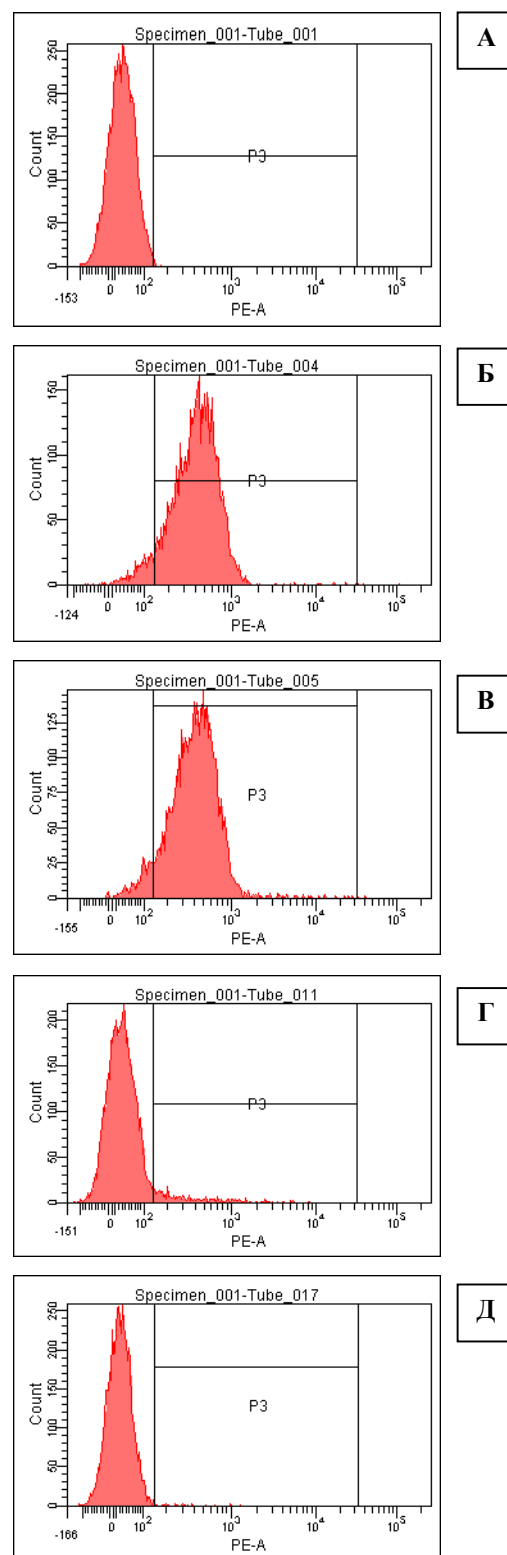 Specimen_001-Tube_001
А
Count
0 50 100 150 200 250
P3
-153 0 10² 10³ 10⁴ 10⁵
PE-A
Specimen_001-Tube_004
Б
Count
0 50 100 150
P3
-124 0 10² 10³ 10⁴ 10⁵
PE-A
Specimen_001-Tube_005
В
Count
0 25 50 75 100 125
P3
-155 0 10² 10³ 10⁴ 10⁵
PE-A
Specimen_001-Tube_011
Г
Count
0 50 100 150 200
P3
-151 0 10² 10³ 10⁴ 10⁵
PE-A
Specimen_001-Tube_017
Д
Count
0 50 100 150 200 250
P3
-166 0 10² 10³ 10⁴ 10⁵
PE-A